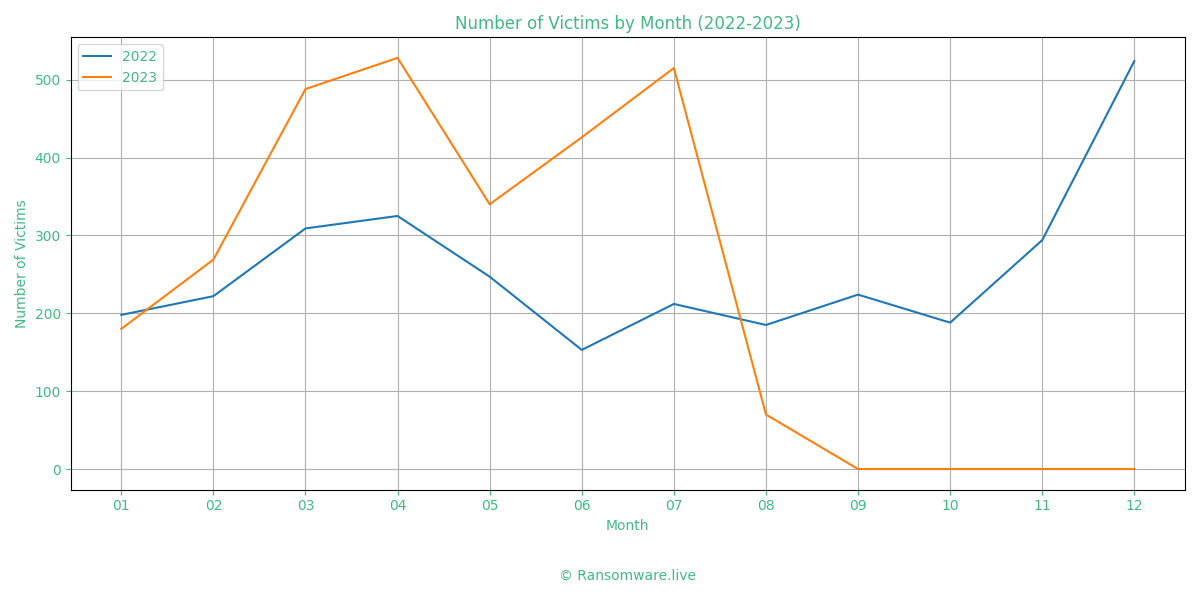 Number of Victims by Month (2022-2023)
2022
2023
Number of Victims
500
400
300
200
100
0
01 02 03 04 05 06 07 08 09 10 11 12
Month
© Ransomware.live